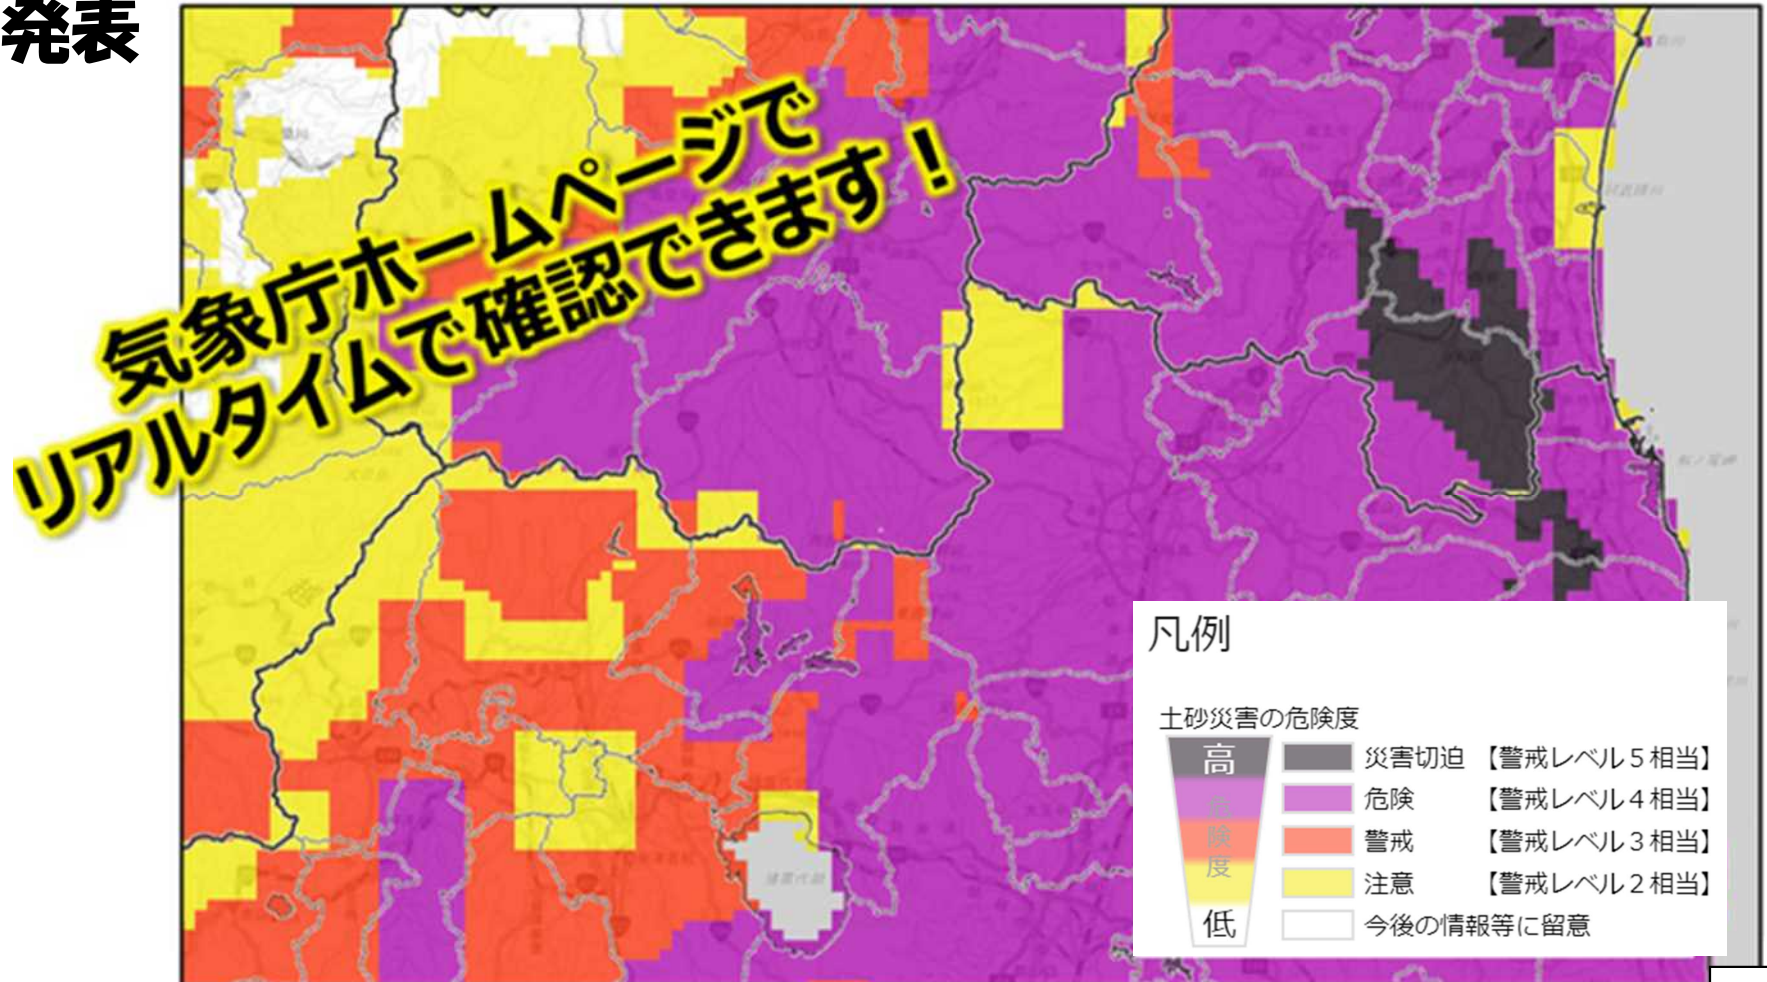 発表
気象庁ホームページで
リアルタイムで確認できます！
凡例
土砂災害の危険度
高
危険度
低
災害切迫 【警戒レベル５相当】
危険 【警戒レベル４相当】
警戒 【警戒レベル３相当】
注意 【警戒レベル２相当】
今後の情報等に留意